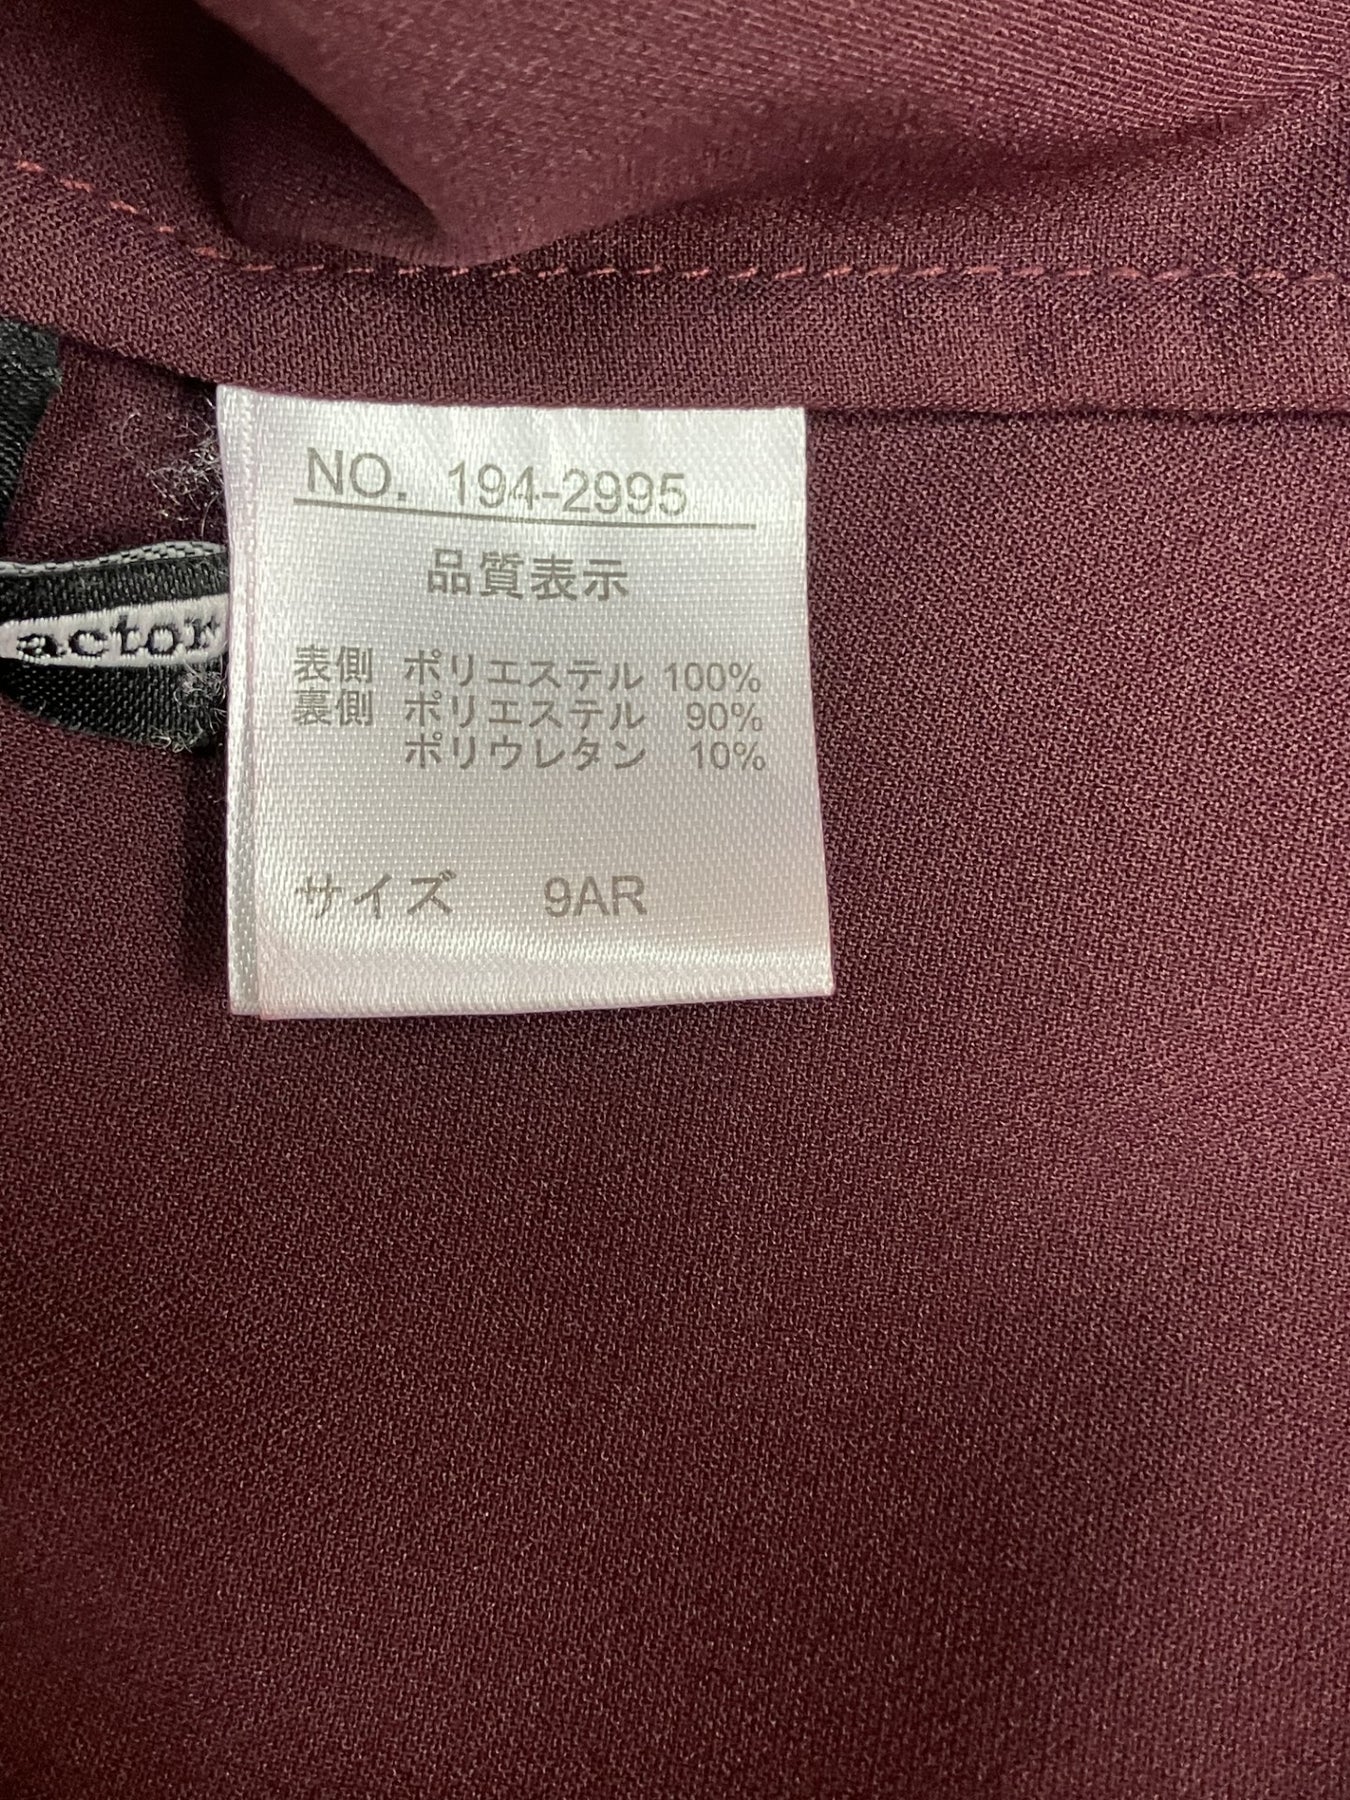 NO. 194-2995
品質表示
表側 ポリエステル 100%
裏側 ポリエステル 90%
ポリウレタン 10%
サイズ 9AR
actor